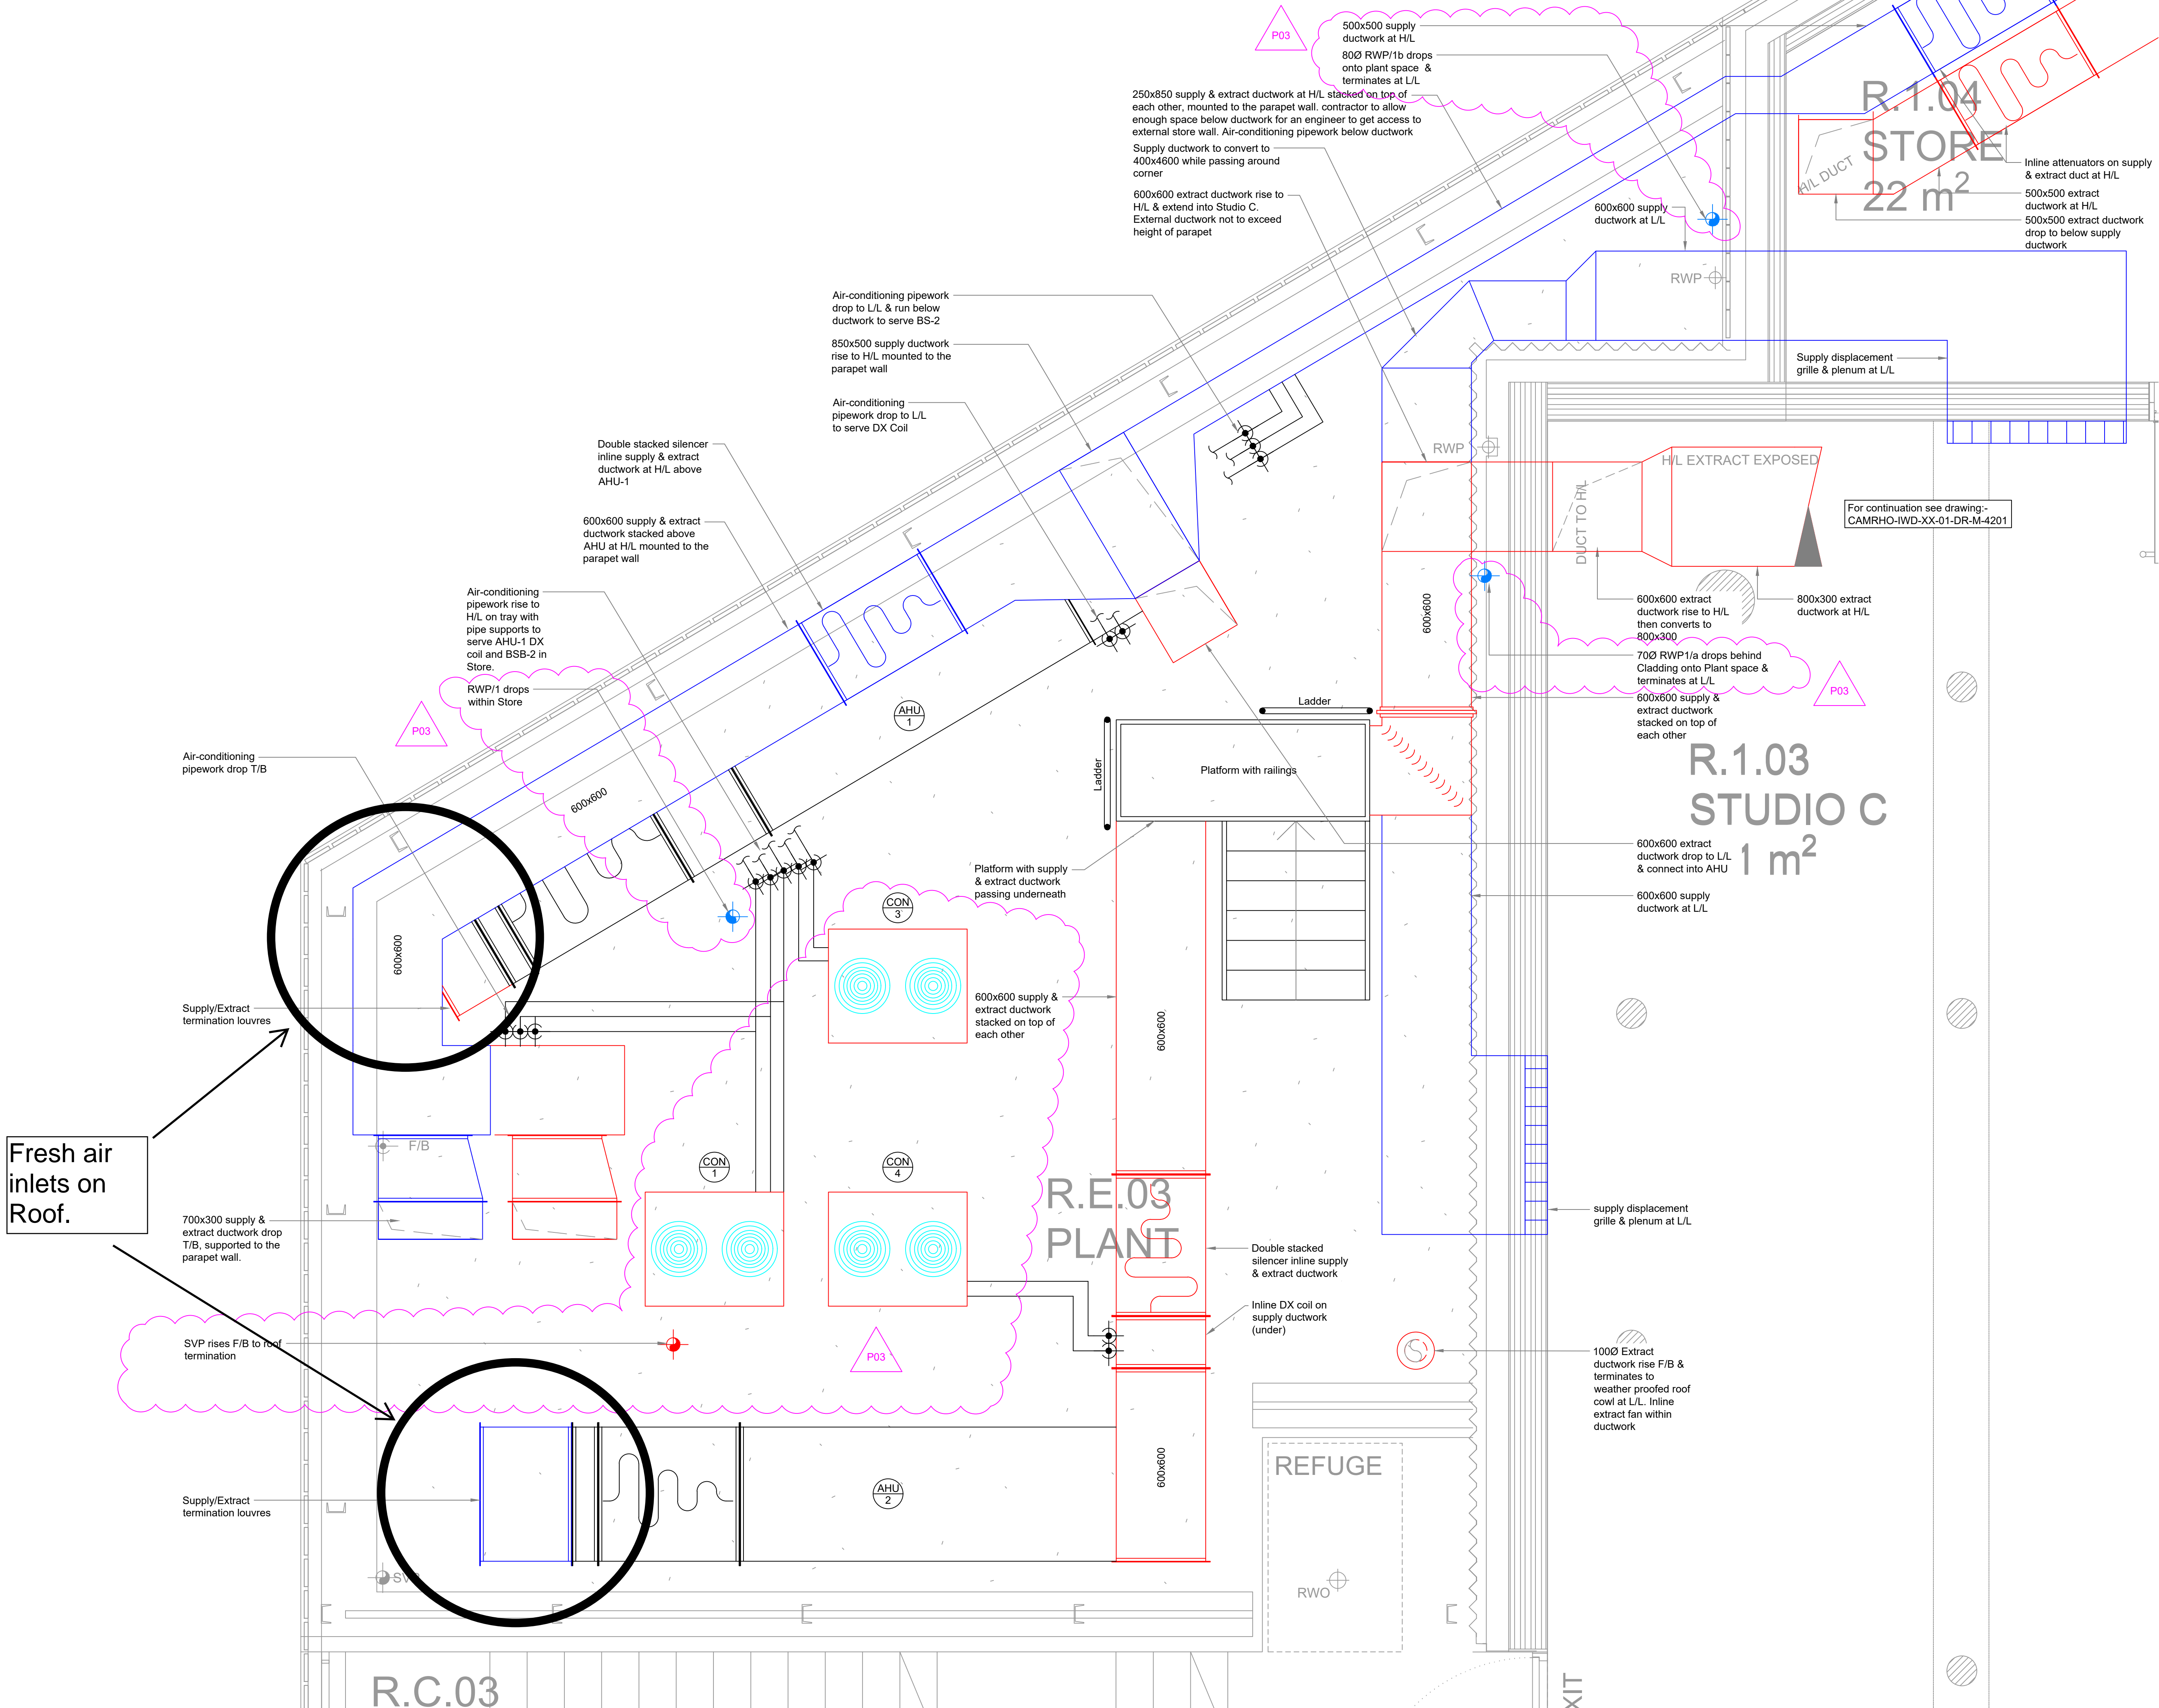 P03
500x500 supply
ductwork at H/L
80Ø RWP/1b drops
onto plant space &
terminates at L/L
250x850 supply & extract ductwork at H/L stacked on top of
each other, mounted to the parapet wall. contractor to allow
enough space below ductwork for an engineer to get access to
external store wall. Air-conditioning pipework below ductwork
Supply ductwork to convert to
400x4600 while passing around
corner
600x600 extract ductwork rise to
H/L & extend into Studio C.
External ductwork not to exceed
height of parapet
R.1.04
STORE
22 m²
H/L DUCT
Inline attenuators on supply
& extract duct at H/L
500x500 extract
ductwork at H/L
500x500 extract ductwork
drop to below supply
ductwork
600x600 supply
ductwork at L/L
RWP
Air-conditioning pipework
drop to L/L & run below
ductwork to serve BS-2
850x500 supply ductwork
rise to H/L mounted to the
parapet wall
Air-conditioning
pipework drop to L/L
to serve DX Coil
Supply displacement
grille & plenum at L/L
Double stacked silencer
inline supply & extract
ductwork at H/L above
AHU-1
600x600 supply & extract
ductwork stacked above
AHU at H/L mounted to the
parapet wall
RWP
H/L EXTRACT EXPOSED
DUCT TO H/L
For continuation see drawing:-
CAMRHO-IWD-XX-01-DR-M-4201
Air-conditioning
pipework rise to
H/L on tray with
pipe supports to
serve AHU-1 DX
coil and BSB-2 in
Store.
RWP/1 drops
within Store
600x600
600x600 extract
ductwork rise to H/L
then converts to
800x300
800x300 extract
ductwork at H/L
70Ø RWP1/a drops behind
Cladding onto Plant space &
terminates at L/L
P03
600x600 supply &
extract ductwork
stacked on top of
each other
P03
AHU
1
Ladder
Ladder
Platform with railings
Air-conditioning
pipework drop T/B
600x600
R.1.03
STUDIO C
1 m²
600x600 extract
ductwork drop to L/L
& connect into AHU
600x600 supply
ductwork at L/L
Platform with supply
& extract ductwork
passing underneath
CON
3
600x600
Supply/Extract
termination louvres
600x600 supply &
extract ductwork
stacked on top of
each other
600x600
Fresh air
inlets on
Roof.
F/B
CON
1
CON
4
R.E.03
PLANT
700x300 supply &
extract ductwork drop
T/B, supported to the
parapet wall.
supply displacement
grille & plenum at L/L
Double stacked
silencer inline supply
& extract ductwork
Inline DX coil on
supply ductwork
(under)
SVP rises F/B to roof
termination
P03
100Ø Extract
ductwork rise F/B &
terminates to
weather proofed roof
cowl at L/L. Inline
extract fan within
ductwork
Supply/Extract
termination louvres
AHU
2
600x600
REFUGE
SVP
RWO
R.C.03